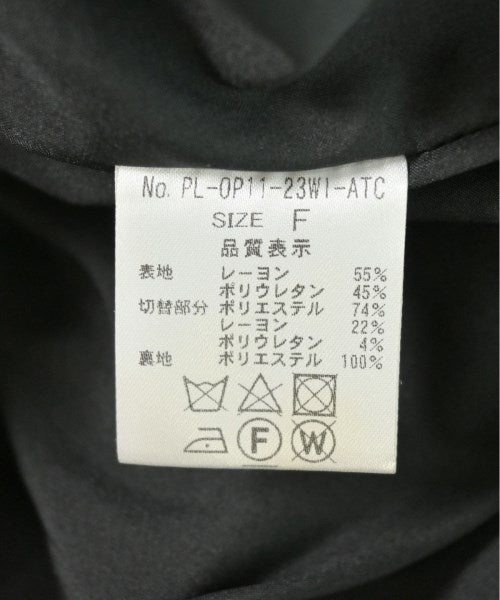 No. PL-OP11-23WI-ATC
SIZE F
品質表示
表地 レーヨン 55%
ポリウレタン 45%
切替部分 ポリエステル 74%
レーヨン 22%
ポリウレタン 4%
裏地 ポリエステル 100%
F W